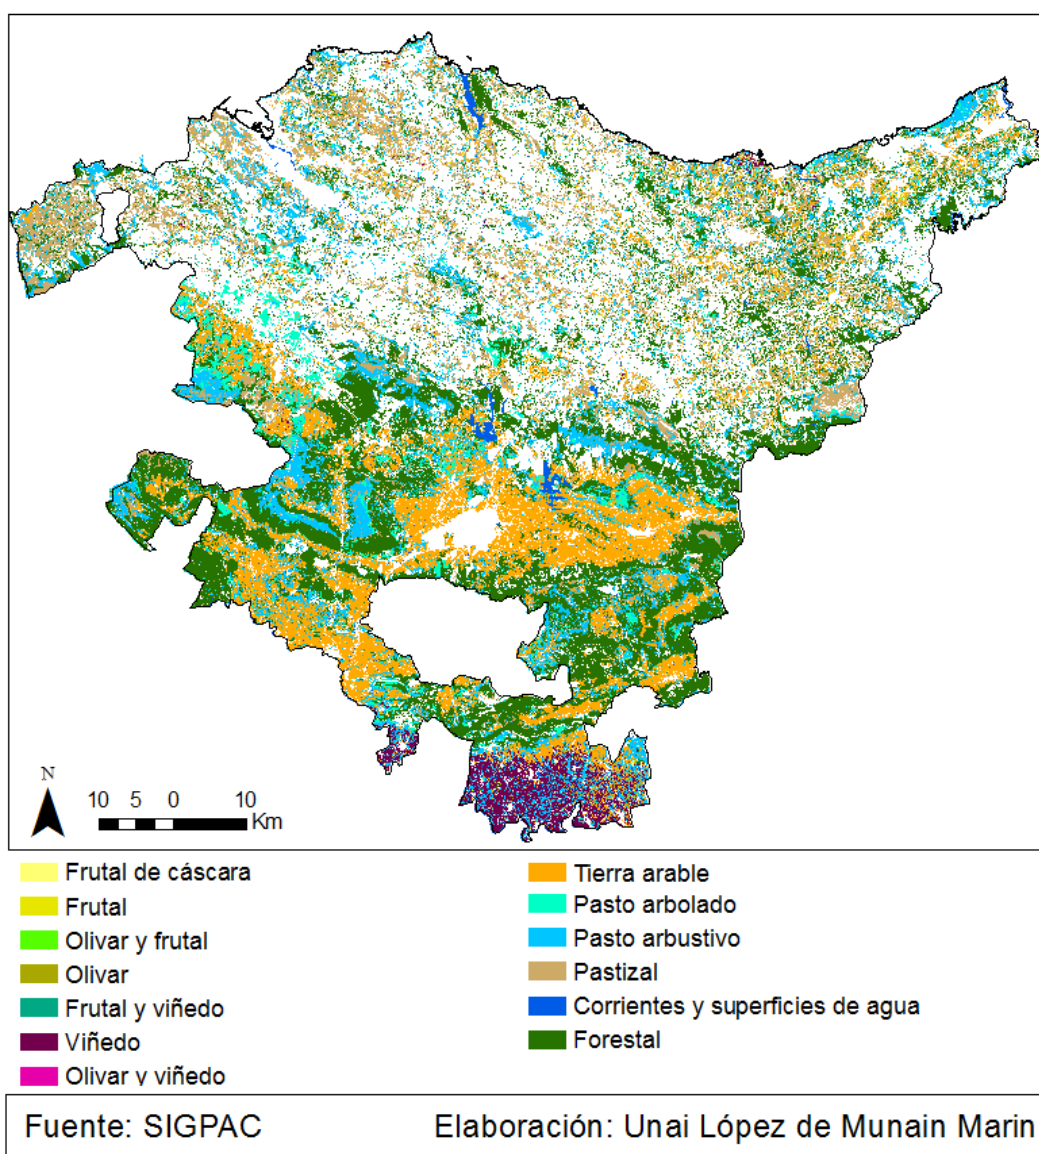 N
10 5 0 10
Km
Frutal de cáscara
Frutal
Olivar y frutal
Olivar
Frutal y viñedo
Viñedo
Olivar y viñedo
Tierra arable
Pasto arbolado
Pasto arbustivo
Pastizal
Corrientes y superficies de agua
Forestal
Fuente: SIGPAC
Elaboración: Unai López de Munain Marin